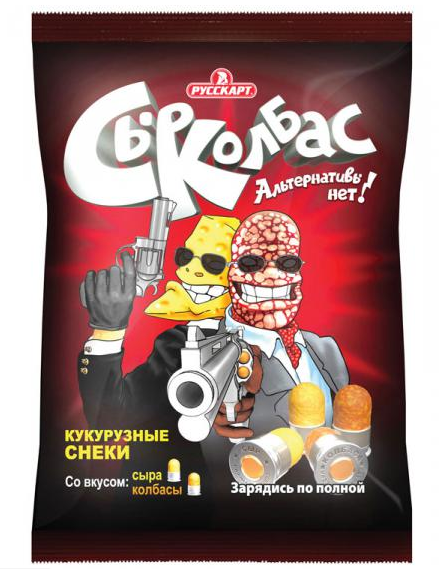 РУССКАРТ
СЫРКОЛБАС
Альтернативы
нет!
КУКУРУЗНЫЕ
СНЕКИ
Со вкусом: сыра
колбасы
Зарядись по полной